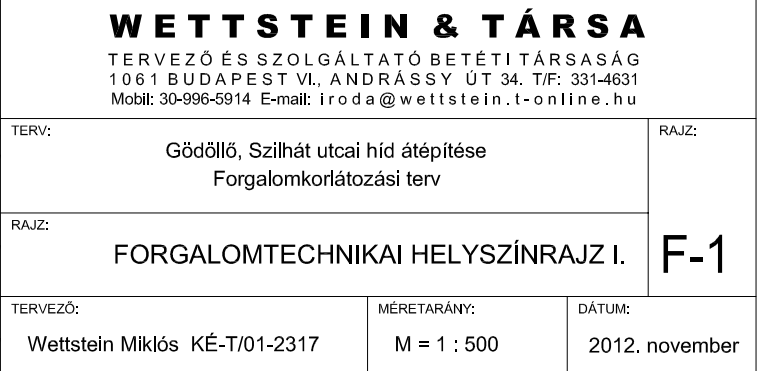 WETTSTEIN & TÁRSA
TERVEZŐ ÉS SZOLGÁLTATÓ BETÉTI TÁRSASÁG
1061 BUDAPEST VI., ANDRÁSSY ÚT 34. T/F: 331-4631
Mobil: 30-996-5914 E-mail: iroda@wettstein.t-online.hu
TERV:
Gödöllő, Szilhát utcai híd átépítése
Forgalomkorlátozási terv
RAJZ:
FORGALOMTECHNIKAI HELYSZÍNRAJZ I.
RAJZ:
F-1
TERVEZŐ:
Wettstein Miklós KÉ-T/01-2317
MÉRETARÁNY:
M = 1 : 500
DÁTUM:
2012. november